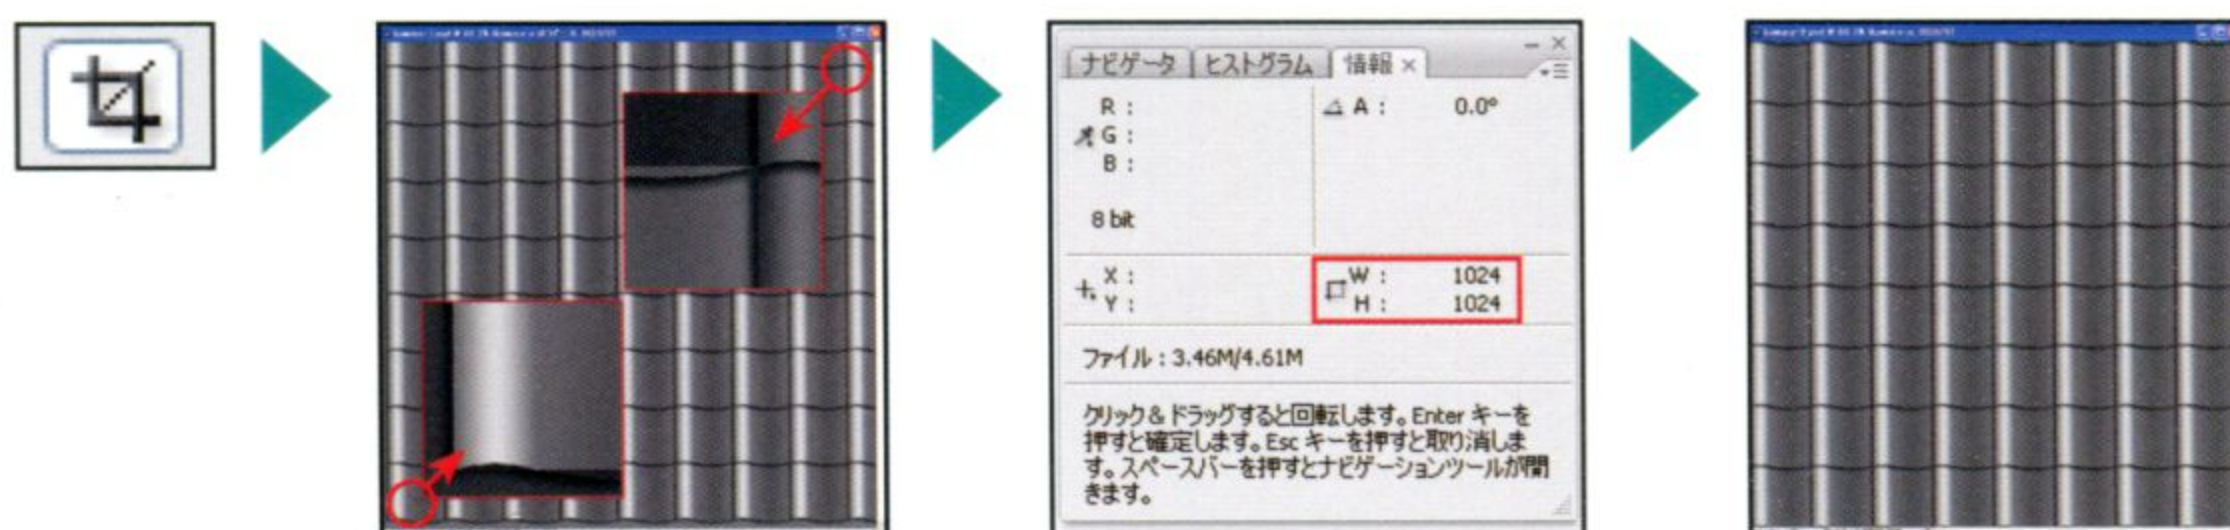 ナビゲータ
ヒストグラム
情報 ×
R :
G :
B :
A : 0.0°
8 bit
X :
Y :
W : 1024
H : 1024
ファイル : 3.46M/4.61M
クリック & ドラッグすると回転します。Enter キーを
押すと確定します。Esc キーを押すと取り消しま
す。スペースバーを押すとナビゲーションツールが開
きます。